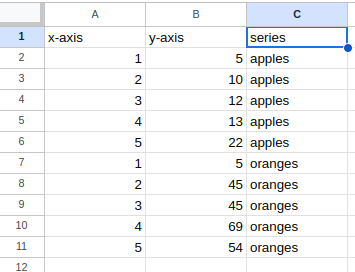 A B C
1 x-axis y-axis series
2 1 5 apples
3 2 10 apples
4 3 12 apples
5 4 13 apples
6 5 22 apples
7 1 5 oranges
8 2 45 oranges
9 3 45 oranges
10 4 69 oranges
11 5 54 oranges
12